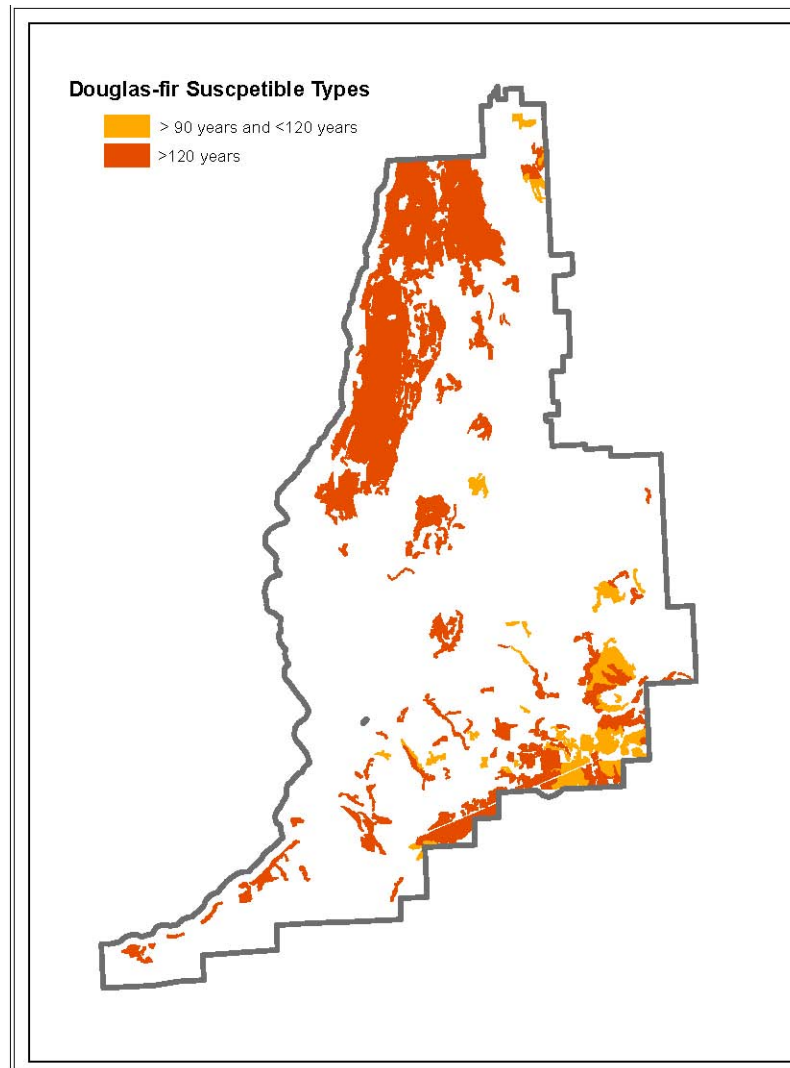 Douglas-fir Suscpetible Types
> 90 years and <120 years
>120 years